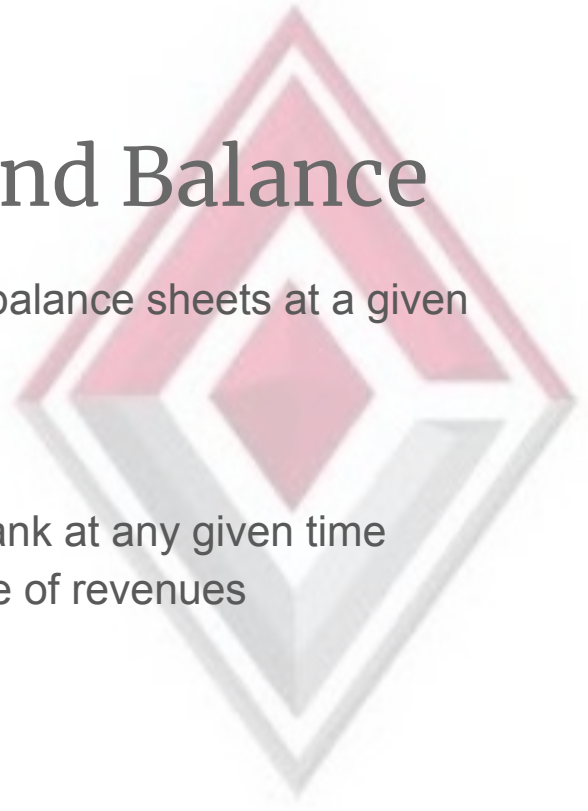 nd Balance
balance sheets at a given
ank at any given time
e of revenues